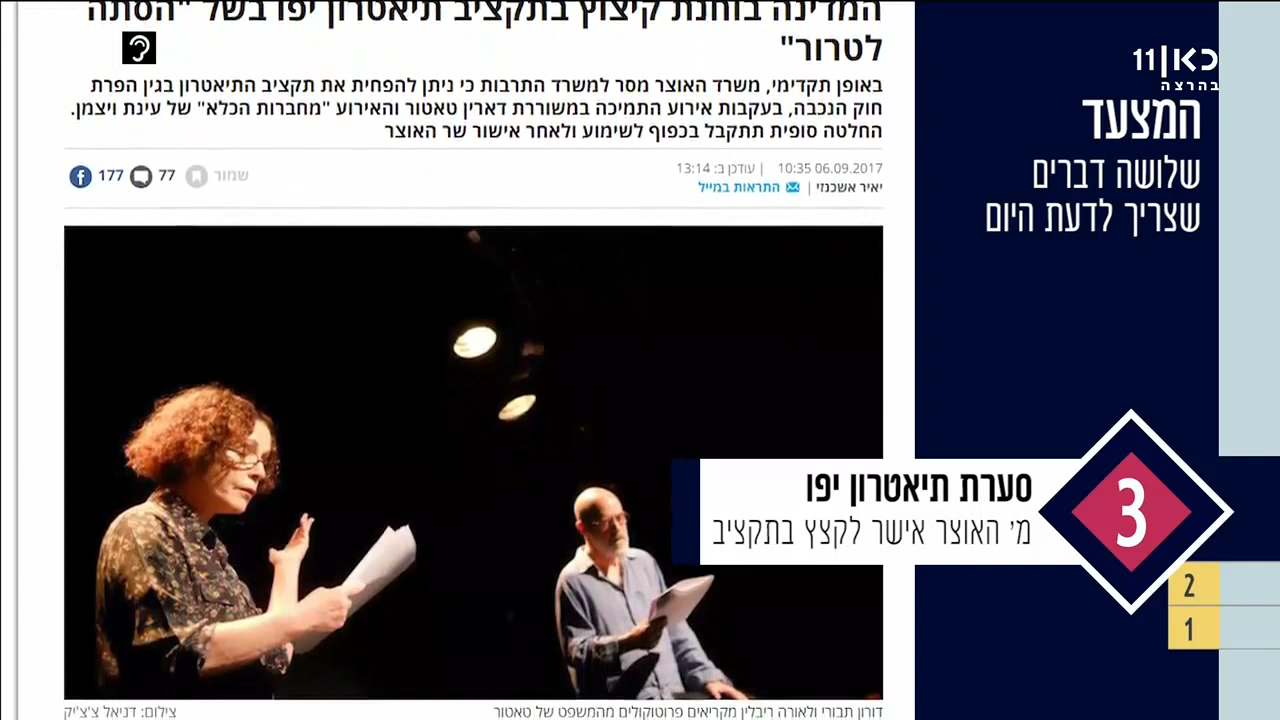 המדינה בוחנת קיצוץ בתקציב תיאטרון יפו בשל "הסתה
לטרור"
באופן תקדימי, משרד האוצר מסר למשרד התרבות כי ניתן להפחית את תקציב התיאטרון בגין הפרת
חוק הנכבה, בעקבות אירוע התמיכה במשוררת דארין טאטור והאירוע "מחברות הכלא" של עינת ויצמן.
החלטה סופית תתקבל בכפוף לשימוע ולאחר אישור שר האוצר
10:35 06.09.2017 | עודכן ב: 13:14
יאיר אשכנזי | התראות במייל
שמור 77 177
דורון תבורי ולאורה ריבלין מקריאים פרוטוקולים מהמשפט של טאטור
צילום: דניאל צ'צ'יק
כאן 11
בהרצה
המצעד
שלושה דברים
שצריך לדעת היום
3
סערת תיאטרון יפו
מ' האוצר אישר לקצץ בתקציב
2
1